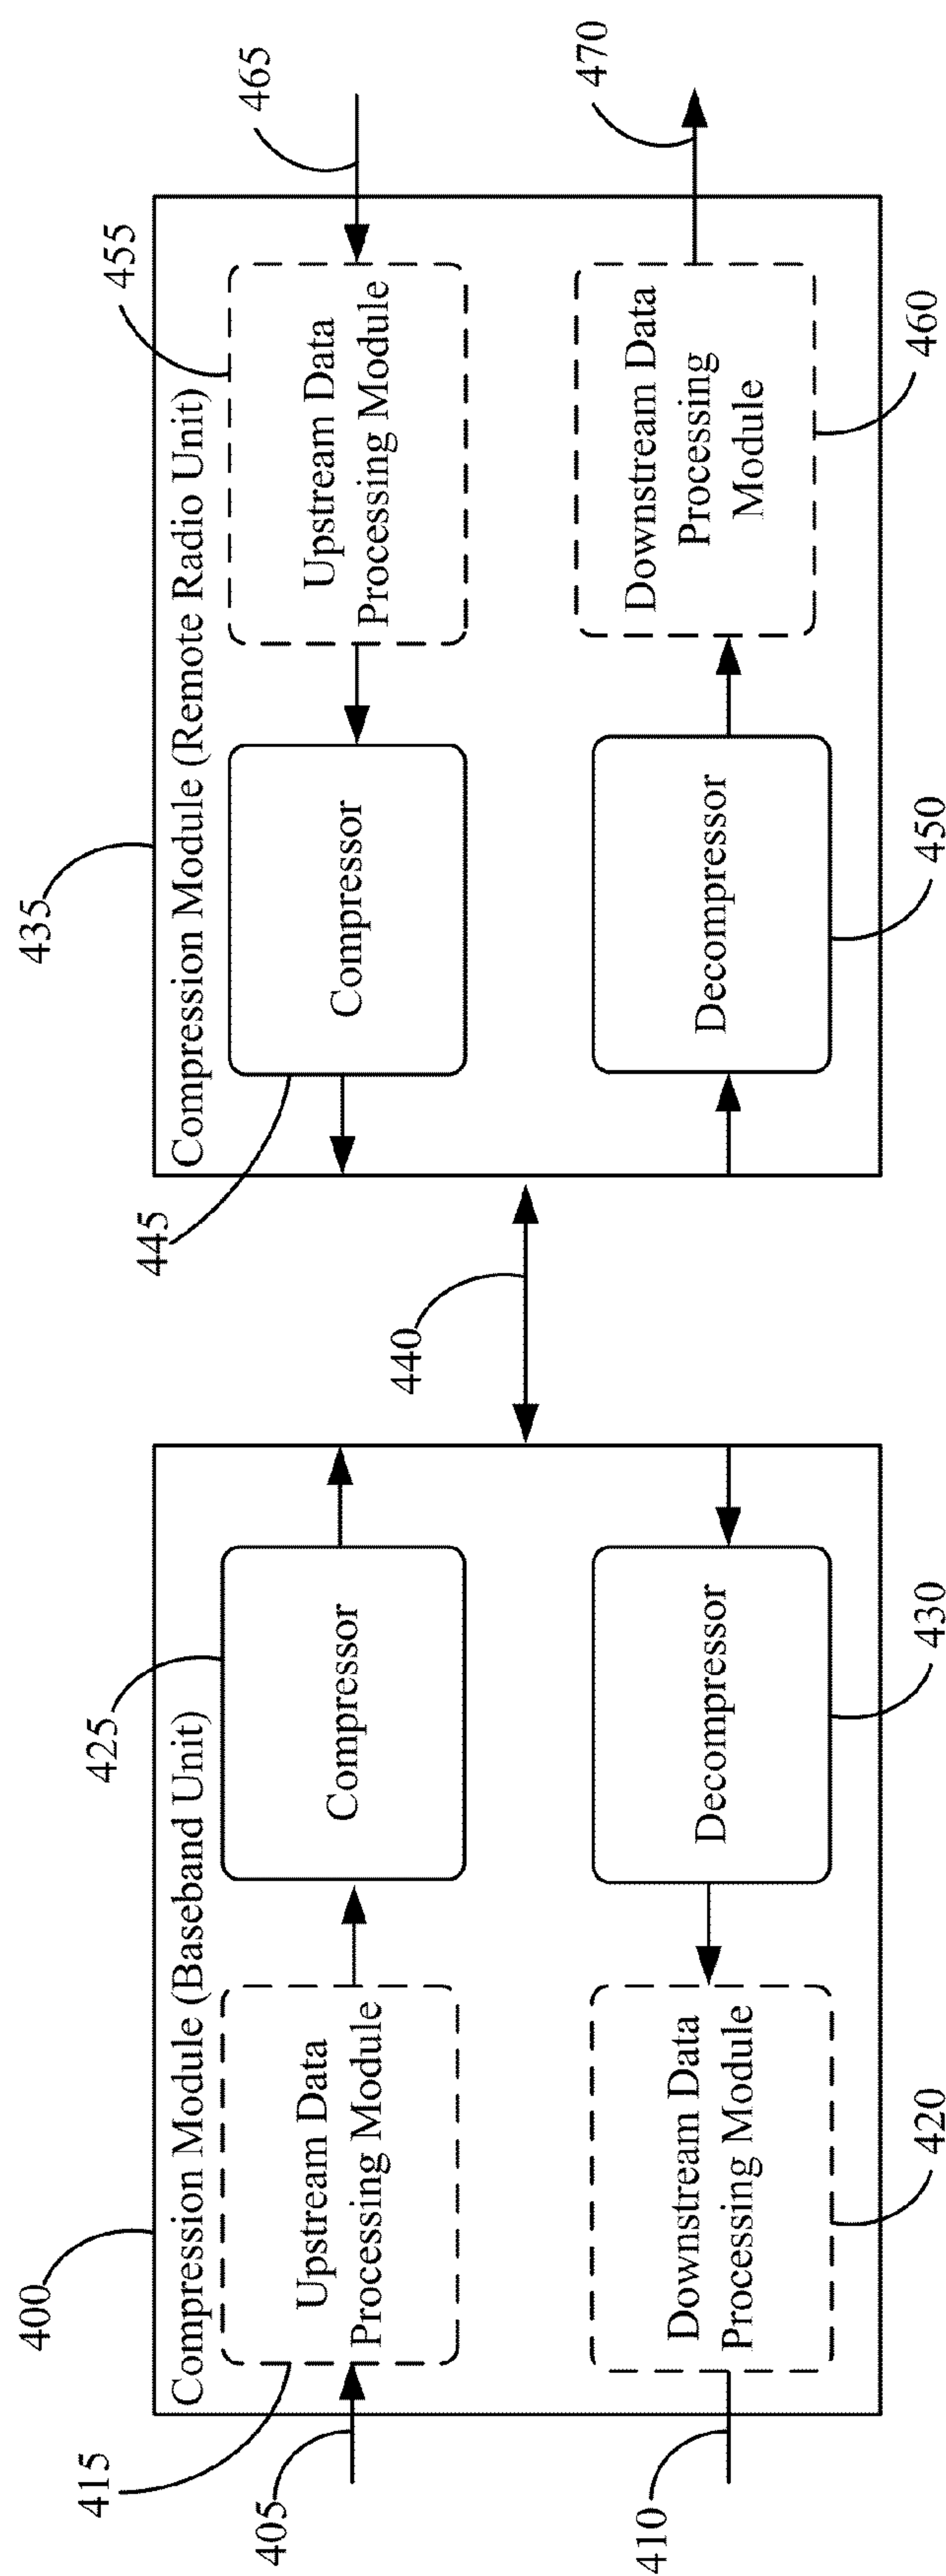 400
Compression Module (Baseband Unit)
415
405
Upstream Data
Processing Module
425
Compressor
410
Downstream Data
Processing Module
420
Decompressor
430
440
435
Compression Module (Remote Radio Unit)
445
Compressor
455
Upstream Data
Processing Module
465
Decompressor
450
Downstream Data
Processing
Module
460
470